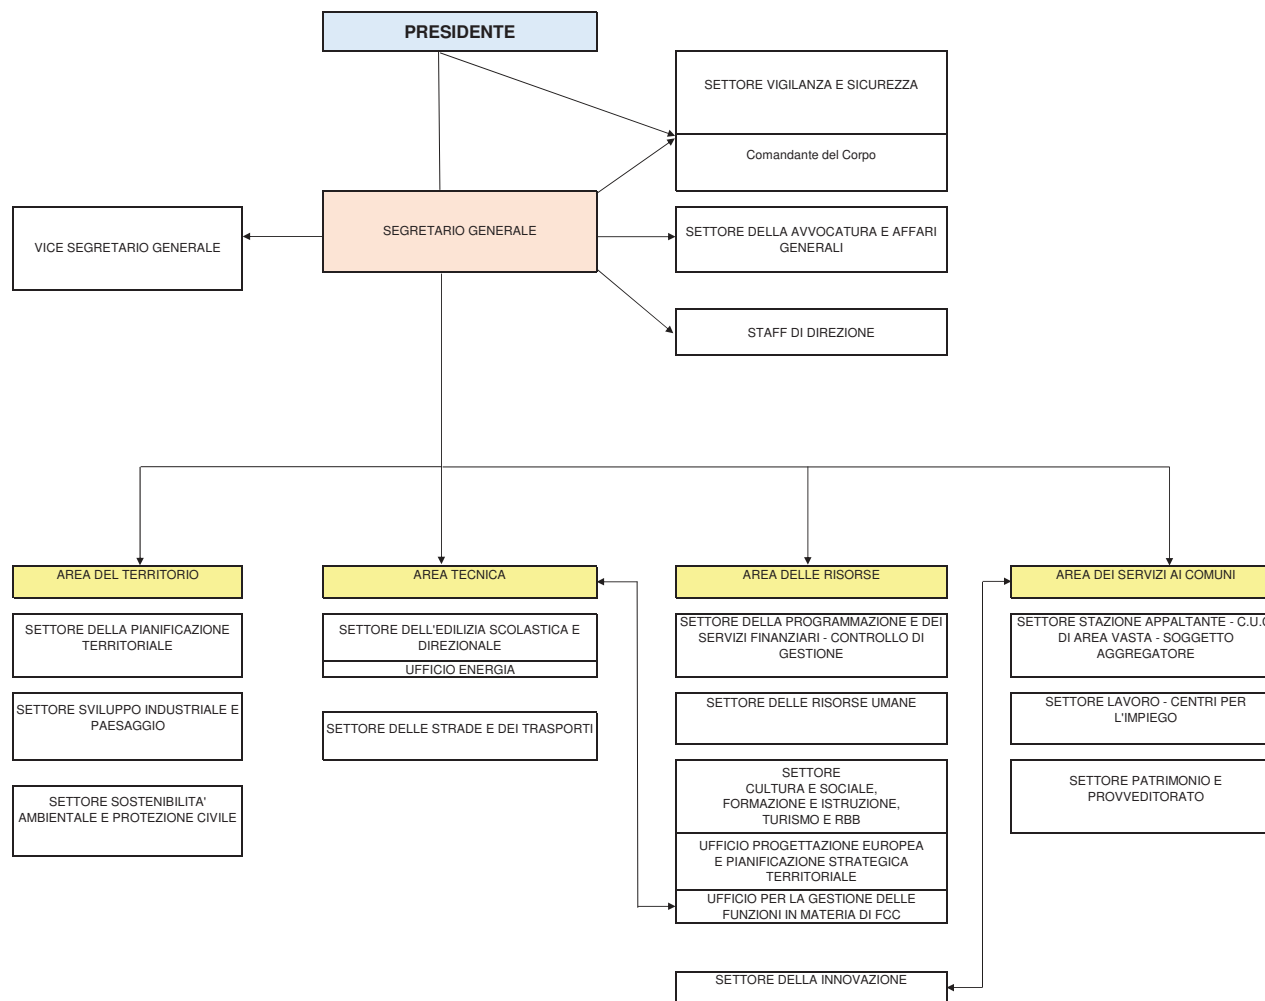 PRESIDENTE
SETTORE VIGILANZA E SICUREZZA
Comandante del Corpo
VICE SEGRETARIO GENERALE
SEGRETARIO GENERALE
SETTORE DELLA AVVOCATURA E AFFARI
GENERALI
STAFF DI DIREZIONE
AREA DEL TERRITORIO
SETTORE DELLA PIANIFICAZIONE
TERRITORIALE
SETTORE SVILUPPO INDUSTRIALE E
PAESAGGIO
SETTORE SOSTENIBILITA'
AMBIENTALE E PROTEZIONE CIVILE
AREA TECNICA
SETTORE DELL'EDILIZIA SCOLASTICA E
DIREZIONALE
UFFICIO ENERGIA
SETTORE DELLE STRADE E DEI TRASPORTI
AREA DELLE RISORSE
SETTORE DELLA PROGRAMMAZIONE E DEI
SERVIZI FINANZIARI - CONTROLLO DI
GESTIONE
SETTORE DELLE RISORSE UMANE
SETTORE
CULTURA E SOCIALE,
FORMAZIONE E ISTRUZIONE,
TURISMO E RBB
UFFICIO PROGETTAZIONE EUROPEA
E PIANIFICAZIONE STRATEGICA
TERRITORIALE
UFFICIO PER LA GESTIONE DELLE
FUNZIONI IN MATERIA DI FCC
SETTORE DELLA INNOVAZIONE
AREA DEI SERVIZI AI COMUNI
SETTORE STAZIONE APPALTANTE - C.U.C
DI AREA VASTA - SOGGETTO
AGGREGATORE
SETTORE LAVORO - CENTRI PER
L'IMPIEGO
SETTORE PATRIMONIO E
PROVVEDITORATO